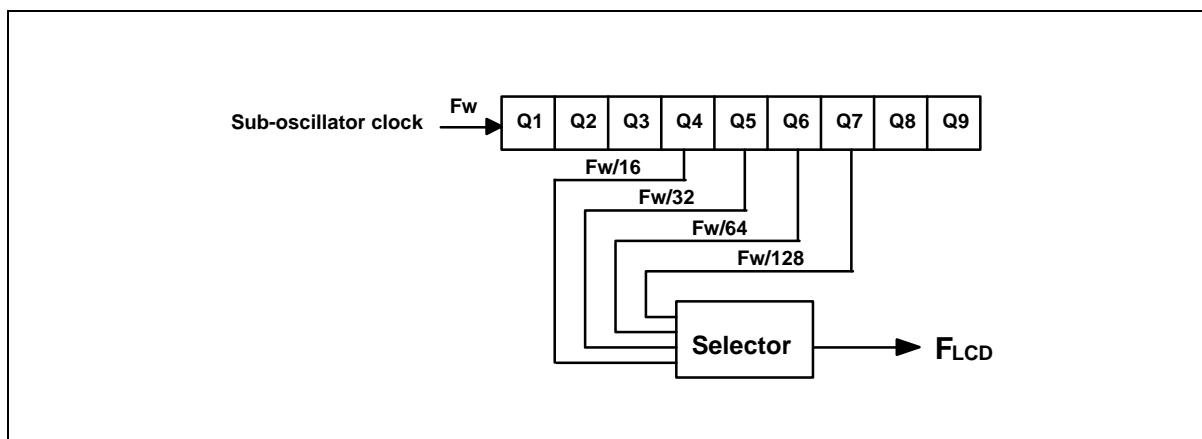 Fw
Sub-oscillator clock
Q1 Q2 Q3 Q4 Q5 Q6 Q7 Q8 Q9
Fw/16
Fw/32
Fw/64
Fw/128
Selector
FLCD